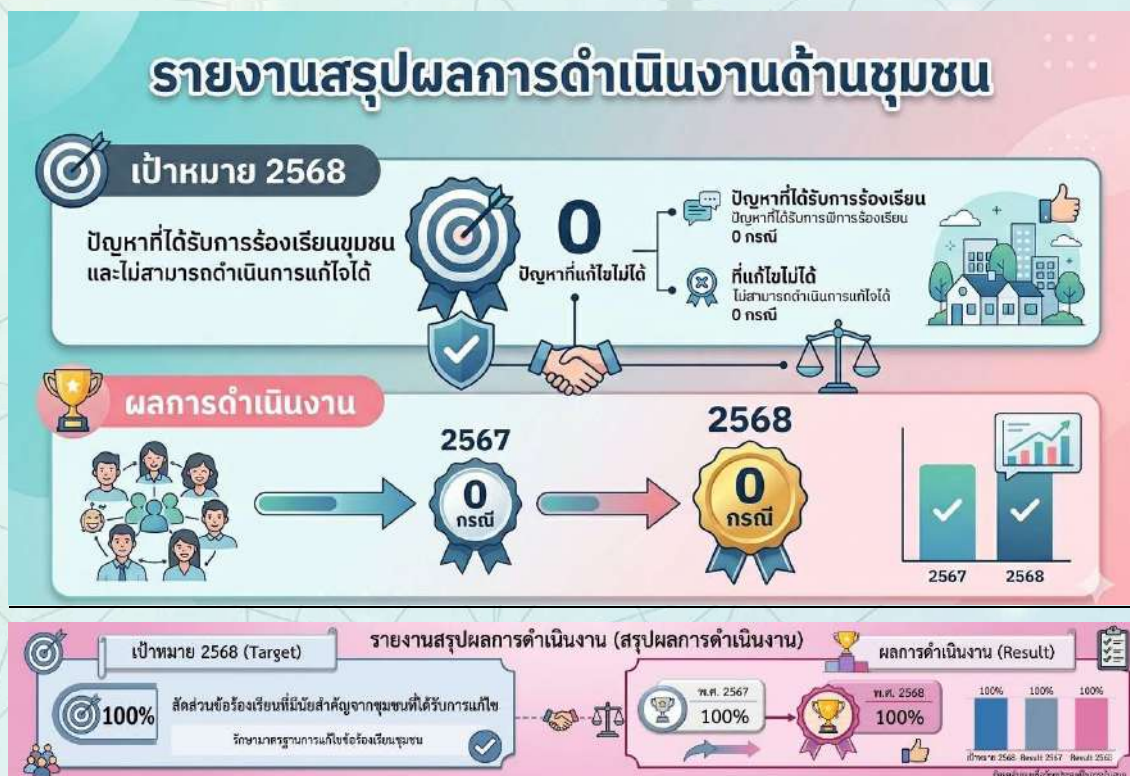 รายงานสรุปผลการดำเนินงานด้านชุมชน
เป้าหมาย 2568
ปัญหาที่ได้รับการร้องเรียนชุมชน
และไม่สามารถดำเนินการแก้ไจได้
0
ปัญหาที่แก้ไขไม่ได้
ปัญหาที่ได้รับการร้องเรียน
ปัญหาที่ได้รับการพิการร้องเรียน
0 กรณี
ที่แก้ไขไม่ได้
ไม่สามารถดำเนินการแก้ไจได้
0 กรณี
ผลการดำเนินงาน
2567
0
กรณี
2568
0
กรณี
2567
2568
รายงานสรุปผลการดำเนินงาน (สรุปผลการดำเนินงาน)
เป้าหมาย 2568 (Target)
100%
สัดส่วนข้อร้องเรียนที่มีนัยสำคัญจากชุมชนที่ได้รับการแก้ไข
รักษามาตรฐานการแก้ไขข้อร้องเรียนชุมชน
ผลการดำเนินงาน (Result)
พ.ศ. 2567
100%
พ.ศ. 2568
100%
100%
100%
100%
เป้าหมาย 2568
Result 2567
Result 2568